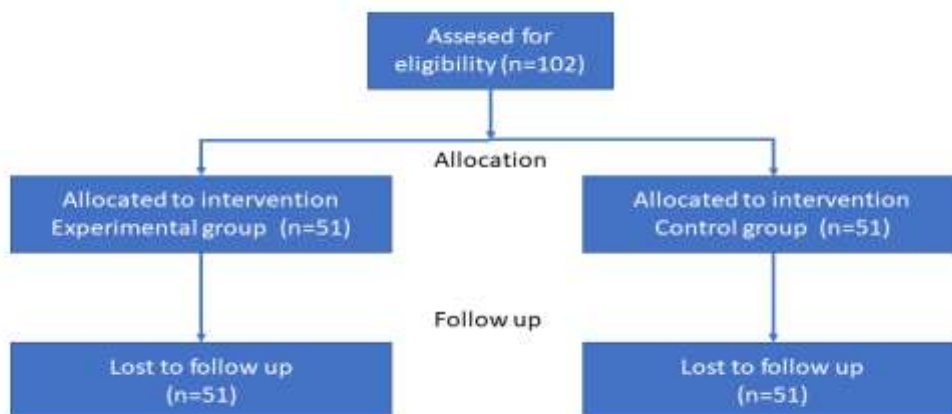 Assesed for
eligibility (n=102)
Allocation
Allocated to intervention
Experimental group (n=51)
Allocated to intervention
Control group (n=51)
Follow up
Lost to follow up
(n=51)
Lost to follow up
(n=51)